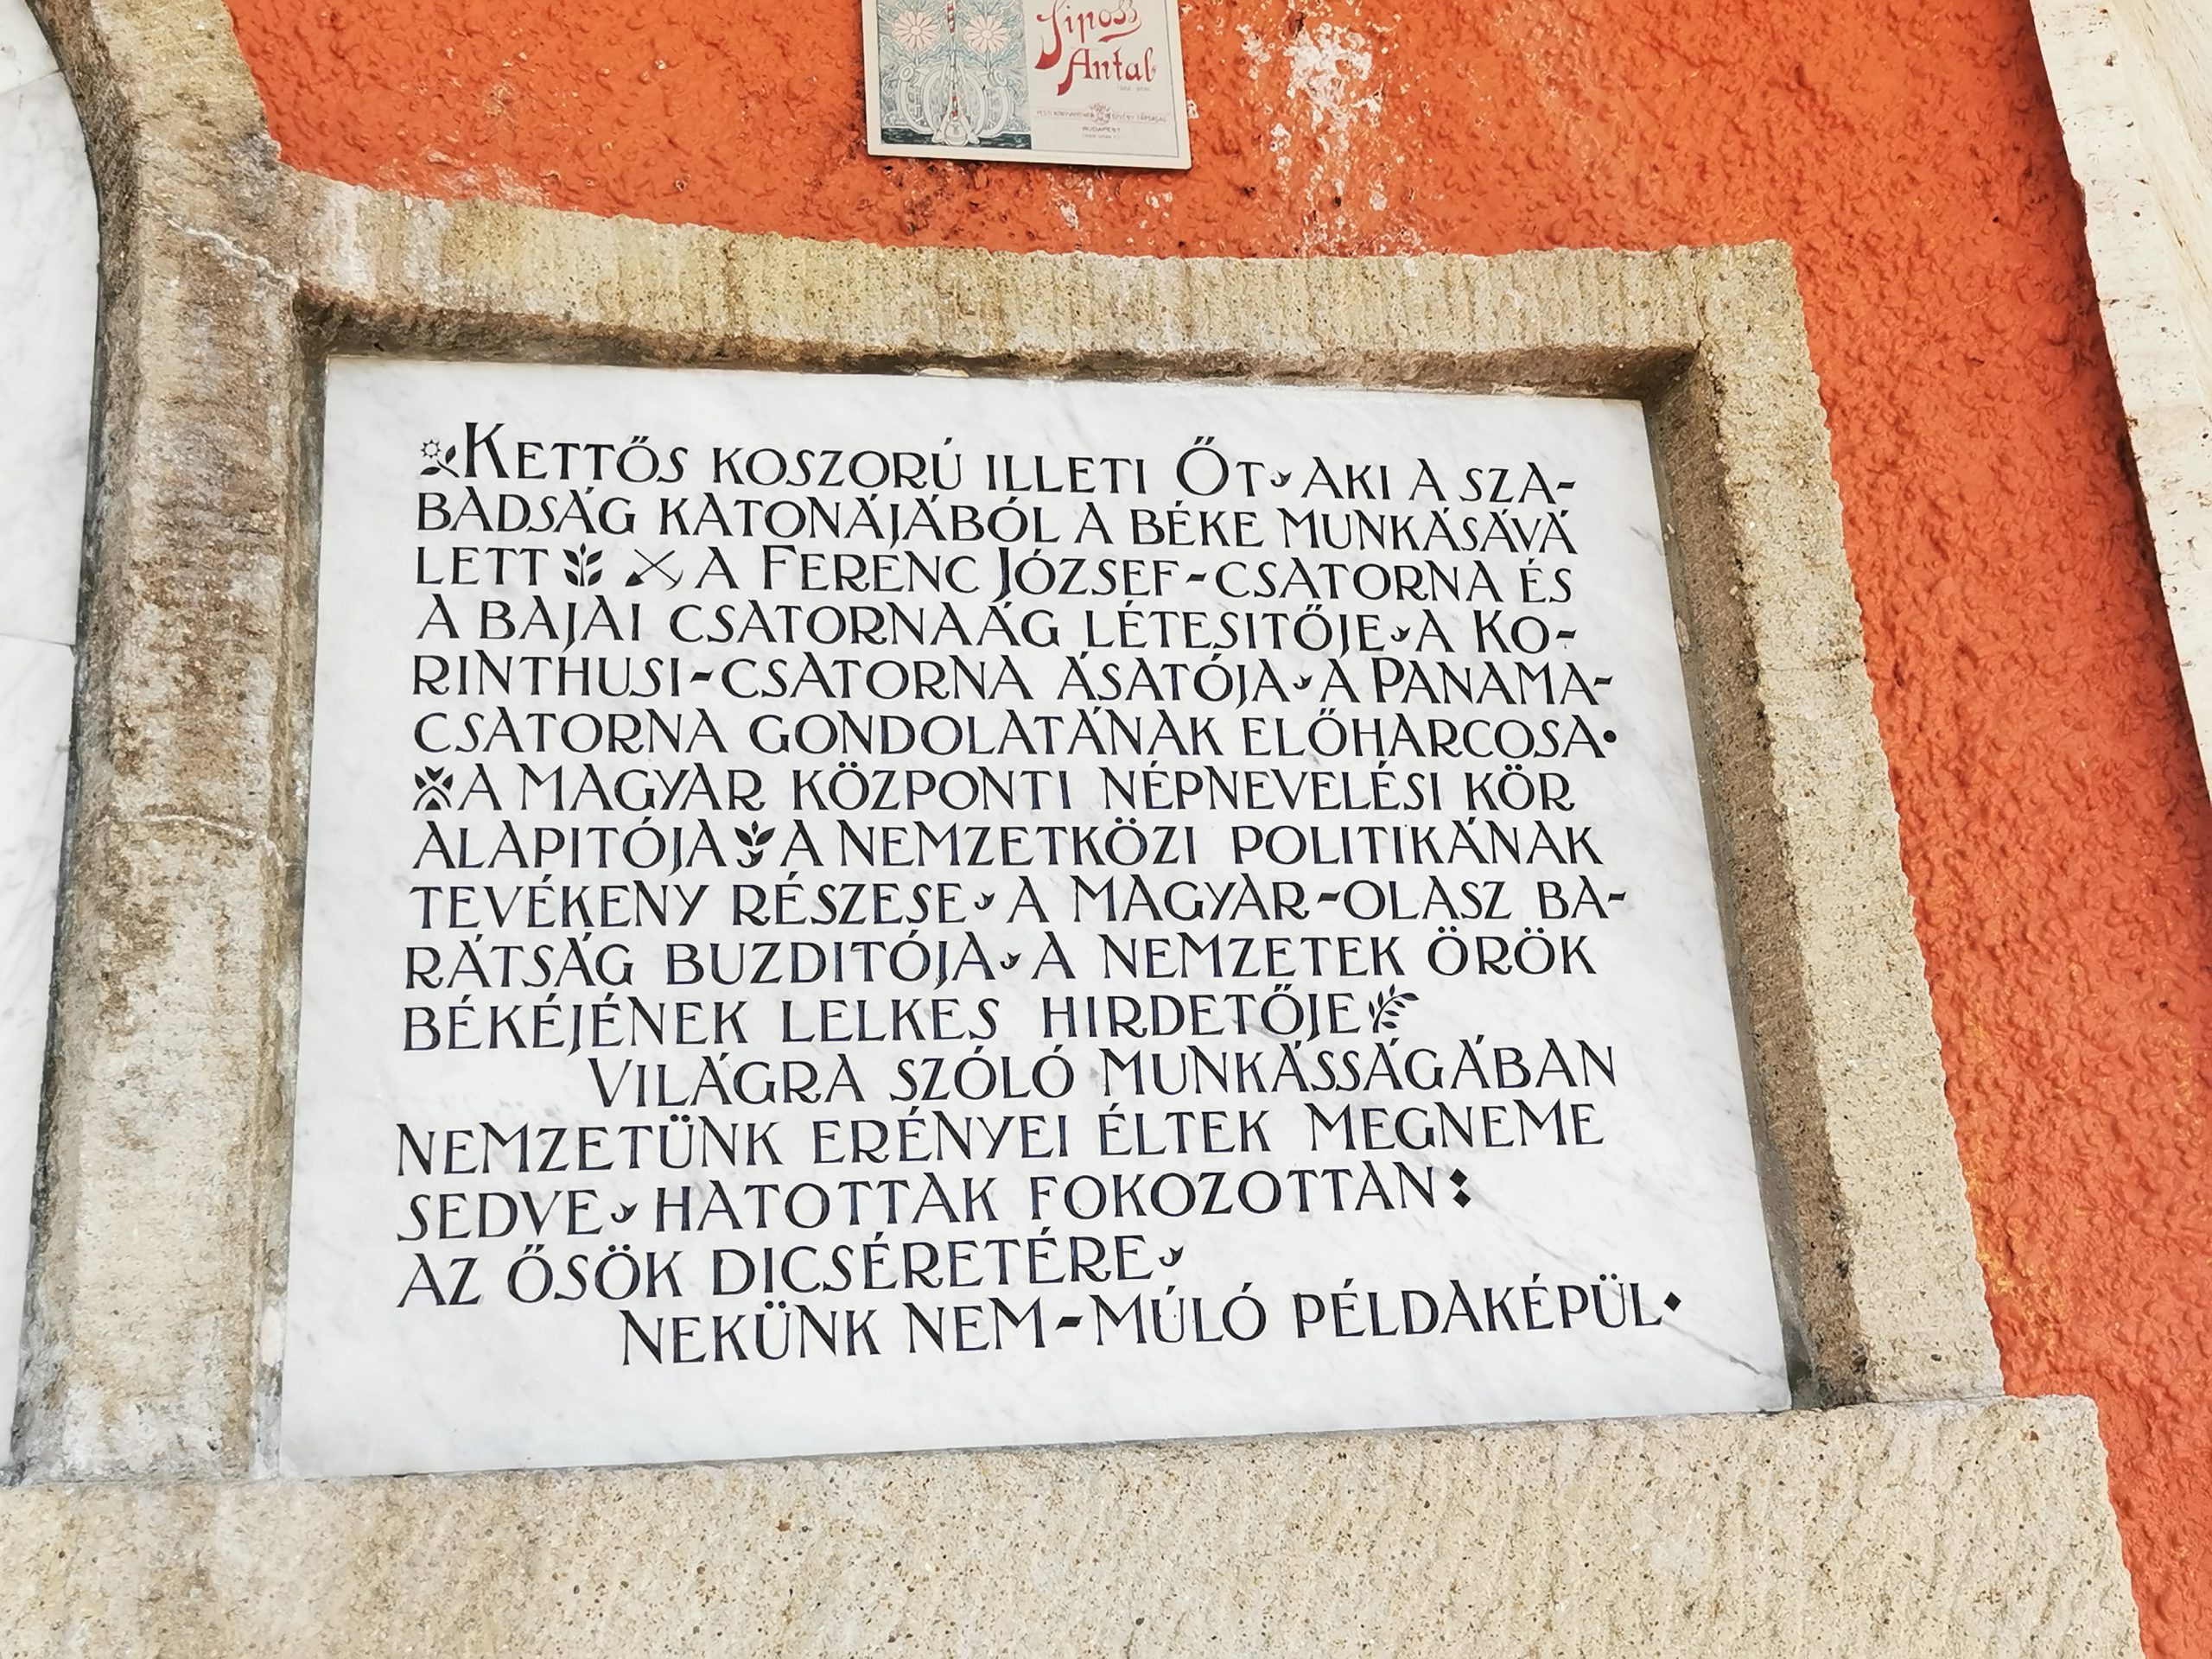 Siposs
Antal
BUDAPEST
KETTŐS KOSZORÚ ILLETI ŐT, AKI A SZA-
BADSÁG KATONÁJÁBÓL A BÉKE MUNKÁSÁVÁ
LETT A FERENC JÓZSEF-CSATORNA ÉS
A BAJAI CSATORNAÁG LÉTESITŐJE, A KO-
RINTHUSI-CSATORNA ÁSATÓJA, A PANAMA-
CSATORNA GONDOLATÁNAK ELŐHARCOSA.
A MAGYAR KÖZPONTI NÉPNEVELÉSI KÖR
ALAPITÓJA A NEMZETKÖZI POLITIKÁNAK
TEVÉKENY RÉSZESE, A MAGYAR-OLASZ BA-
RÁTSÁG BUZDITÓJA, A NEMZETEK ÖRÖK
BÉKÉJÉNEK LELKES HIRDETŐJE
VILÁGRA SZÓLÓ MUNKÁSSÁGÁBAN
NEMZETÜNK ERÉNYEI ÉLTEK MEGNEME
SEDVE, HATOTTAK FOKOZOTTAN:
AZ ŐSÖK DICSÉRETÉRE,
NEKÜNK NEM-MÚLÓ PÉLDAKÉPÜL.